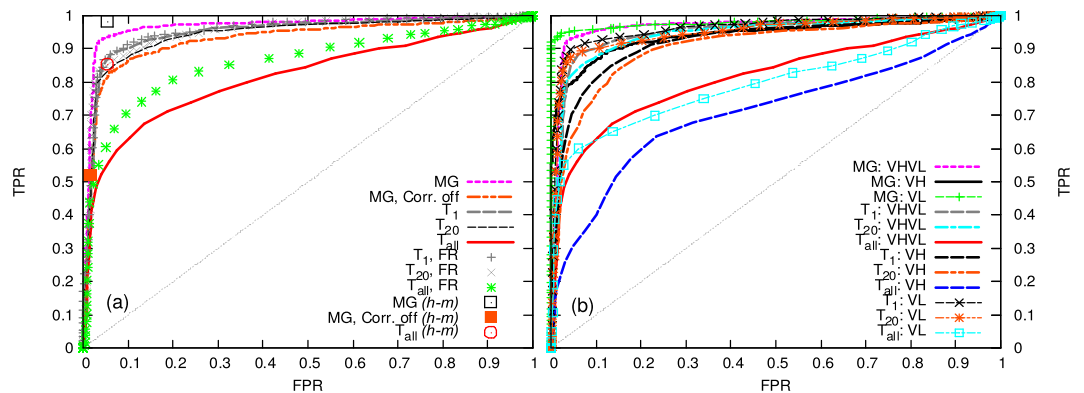 1
0.9
0.8
0.7
0.6
0.5
0.4
0.3
0.2
0.1
0
TPR
0 0.1 0.2 0.3 0.4 0.5 0.6 0.7 0.8 0.9 1
FPR
(a)
MG
MG, Corr. off
T1
T20
Tall
T1, FR
T20, FR
Tall, FR
MG (h-m)
MG, Corr. off (h-m)
Tall (h-m)
0 0.1 0.2 0.3 0.4 0.5 0.6 0.7 0.8 0.9 1
FPR
(b)
MG: VHVL
MG: VH
MG: VL
T1: VHVL
T20: VHVL
Tall: VHVL
T1: VH
T20: VH
Tall: VH
T1: VL
T20: VL
Tall: VL
1
0.9
0.8
0.7
0.6
0.5
0.4
0.3
0.2
0.1
0
TPR